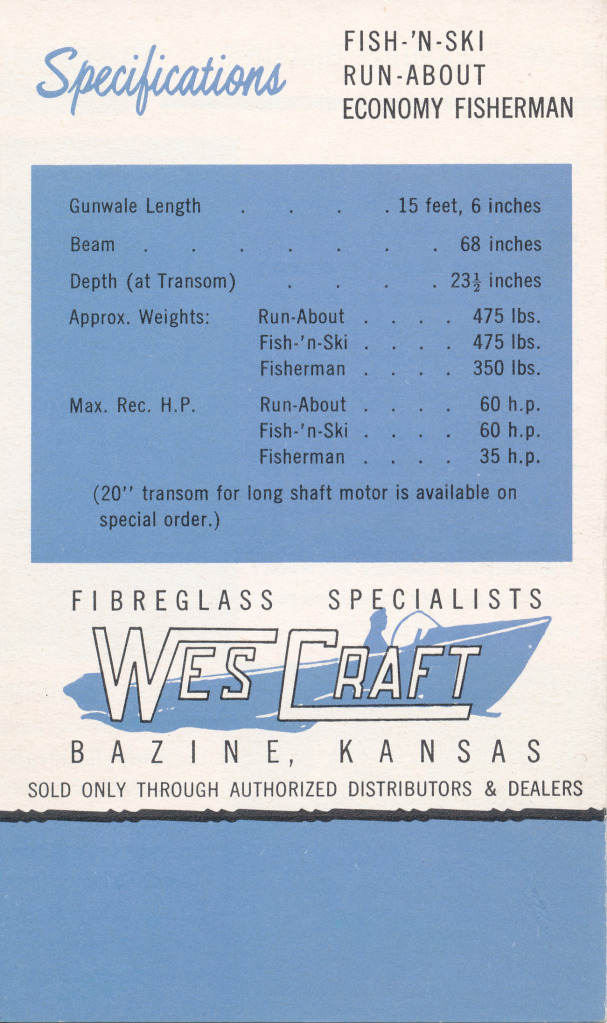 Specifications
FISH-'N-SKI
RUN-ABOUT
ECONOMY FISHERMAN
Gunwale Length . . . . 15 feet, 6 inches
Beam . . . . . . . 68 inches
Depth (at Transom) . . . . 23½ inches
Approx. Weights: Run-About . . . . 475 lbs.
Fish-'n-Ski . . . . 475 lbs.
Fisherman . . . . 350 lbs.
Max. Rec. H.P. Run-About . . . . 60 h.p.
Fish-'n-Ski . . . . 60 h.p.
Fisherman . . . . 35 h.p.
(20'' transom for long shaft motor is available on
special order.)
FIBREGLASS SPECIALISTS
WES CRAFT
BAZINE, KANSAS
SOLD ONLY THROUGH AUTHORIZED DISTRIBUTORS & DEALERS